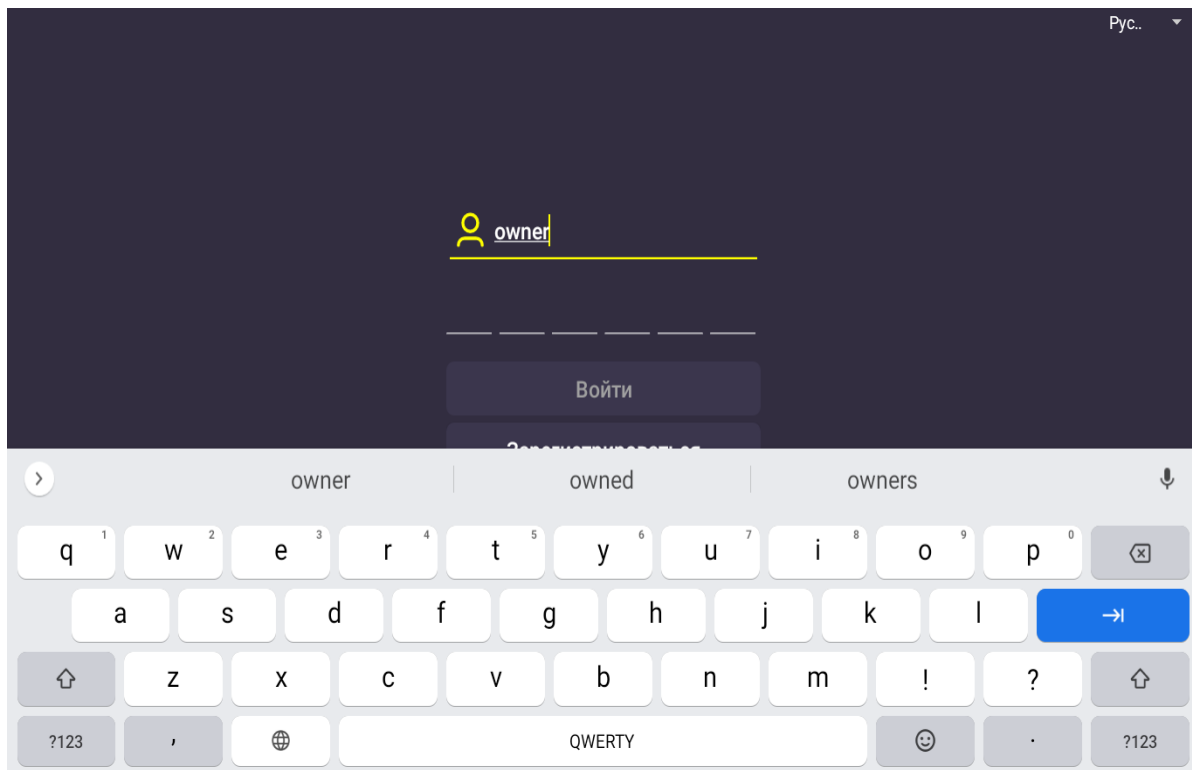 Рус..
owner
Войти
Зарегистрироваться
owner owned owners
q 1 w 2 e 3 r 4 t 5 y 6 u 7 i 8 o 9 p 0
a s d f g h j k l
z x c v b n m ! ?
?123 , QWERTY . ?123